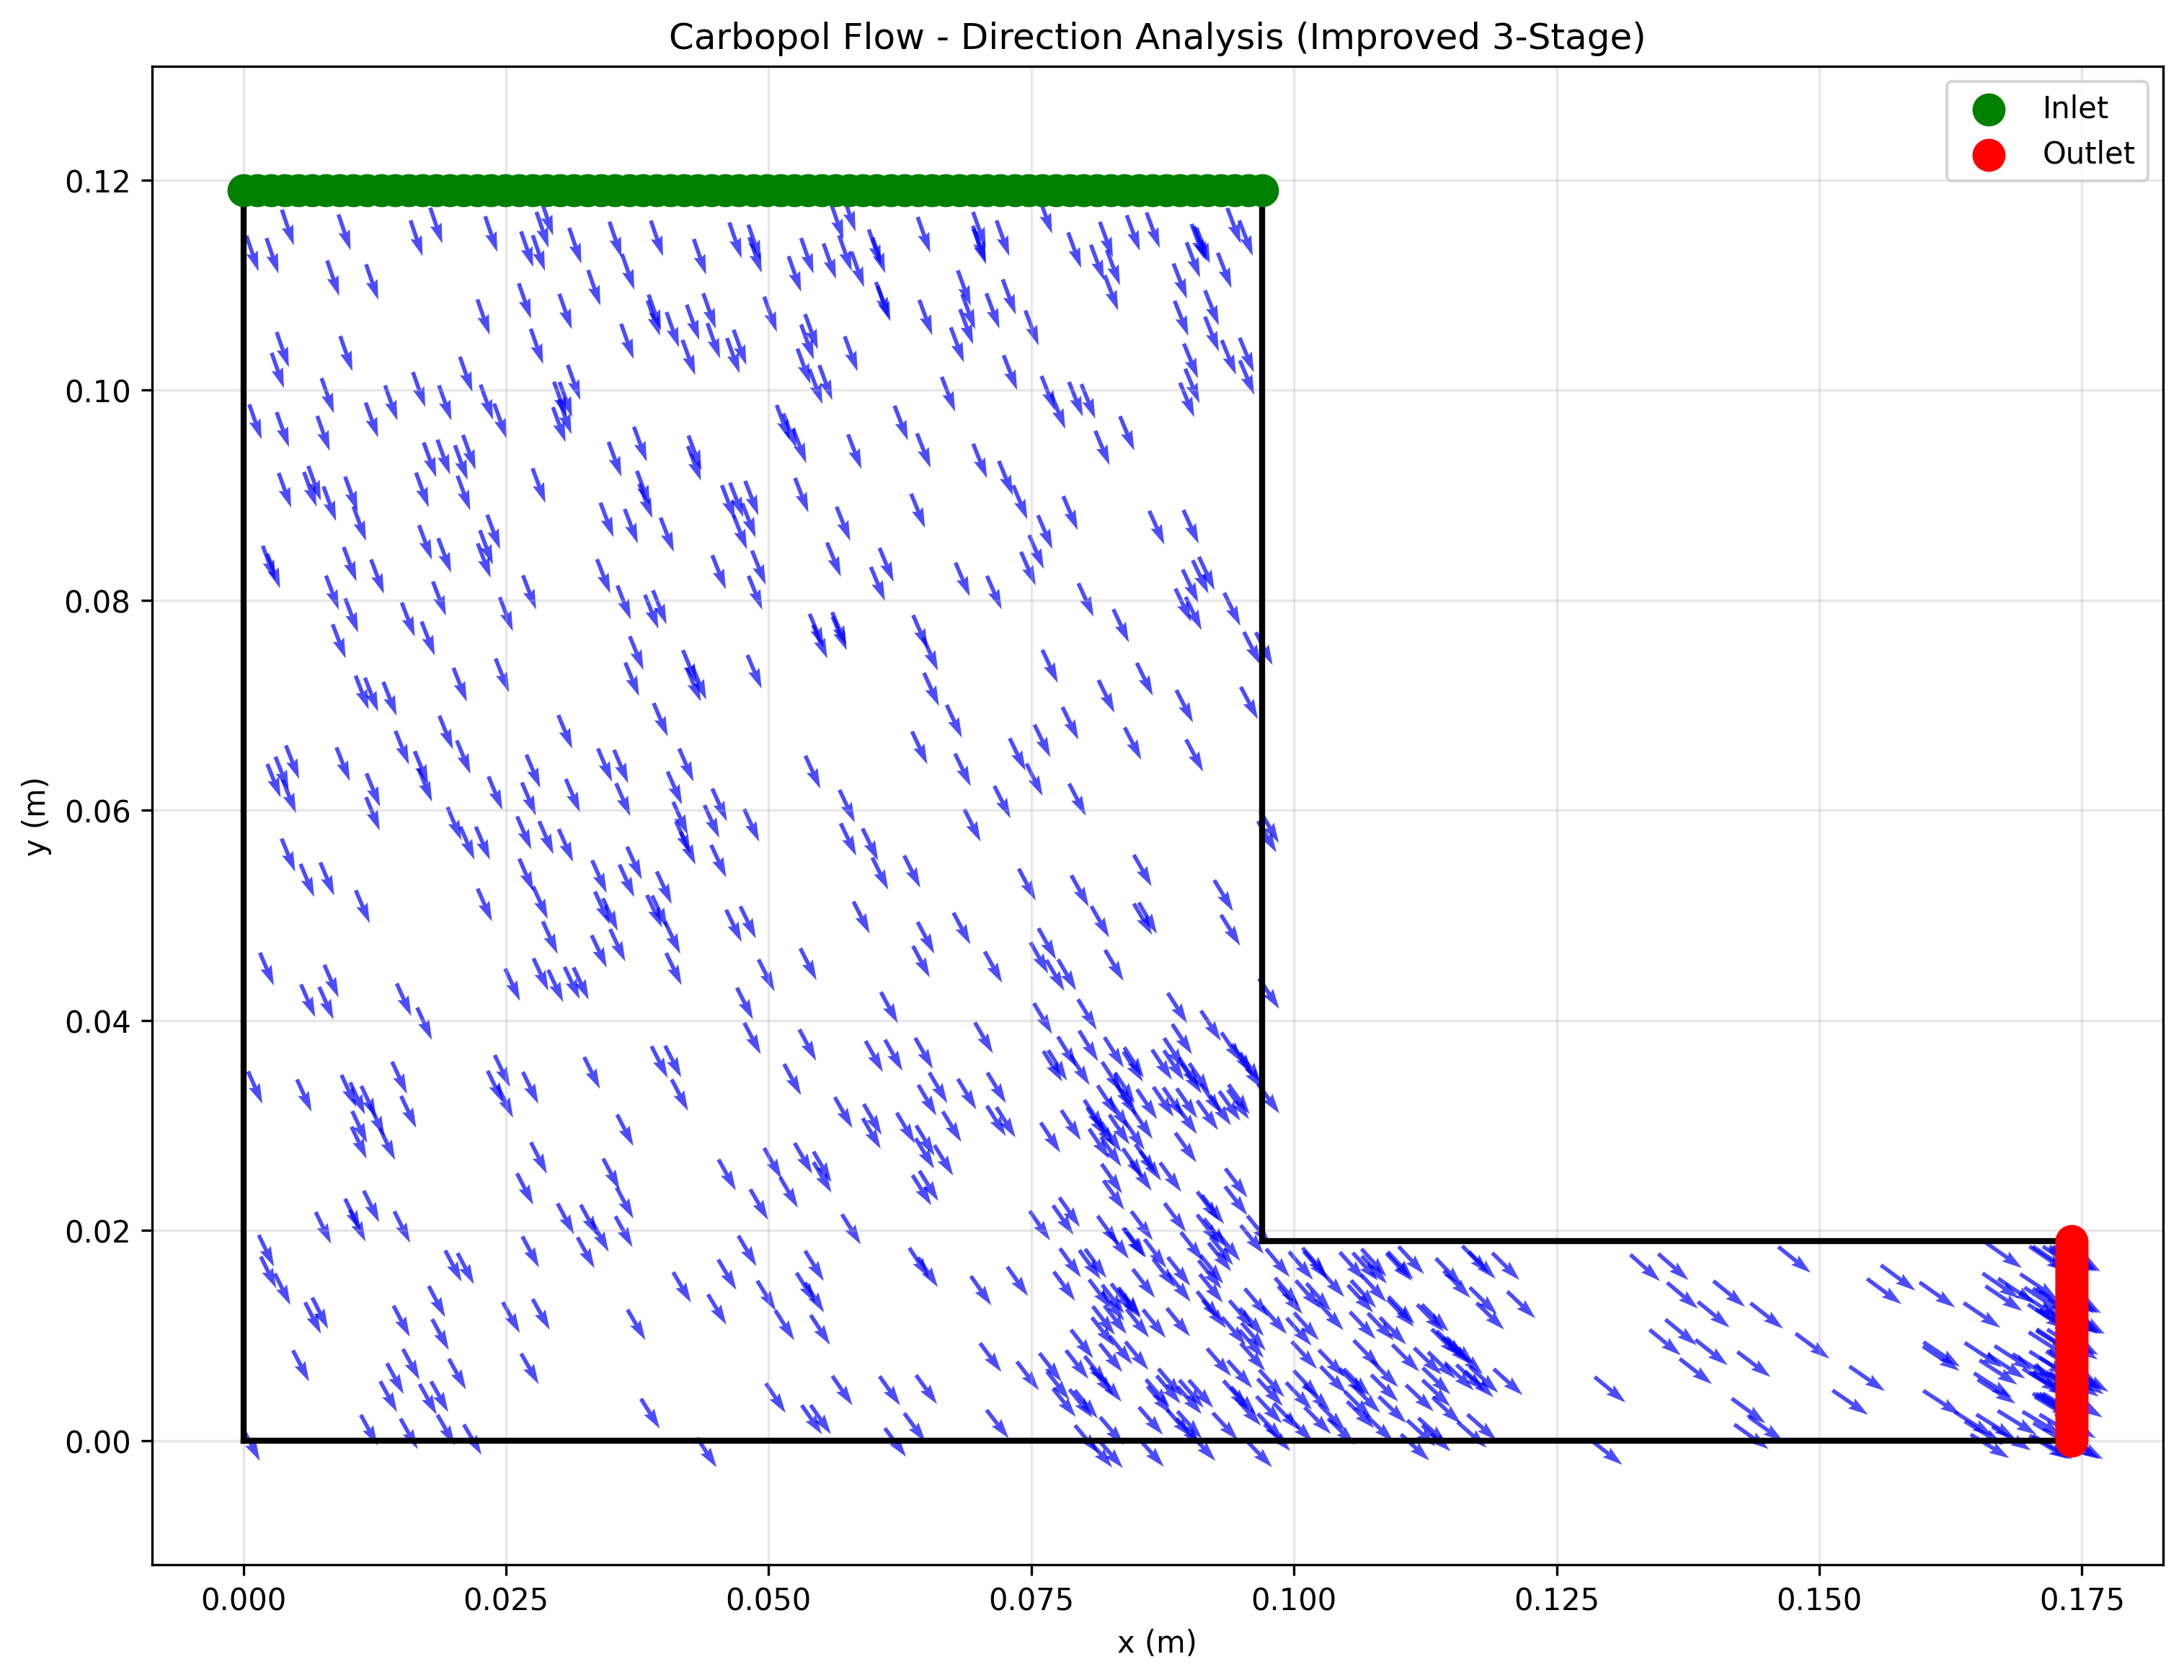 Carbopol Flow - Direction Analysis (Improved 3-Stage)
Inlet
Outlet
0.12
0.10
0.08
0.06
0.04
0.02
0.00
y (m)
0.000 0.025 0.050 0.075 0.100 0.125 0.150 0.175
x (m)